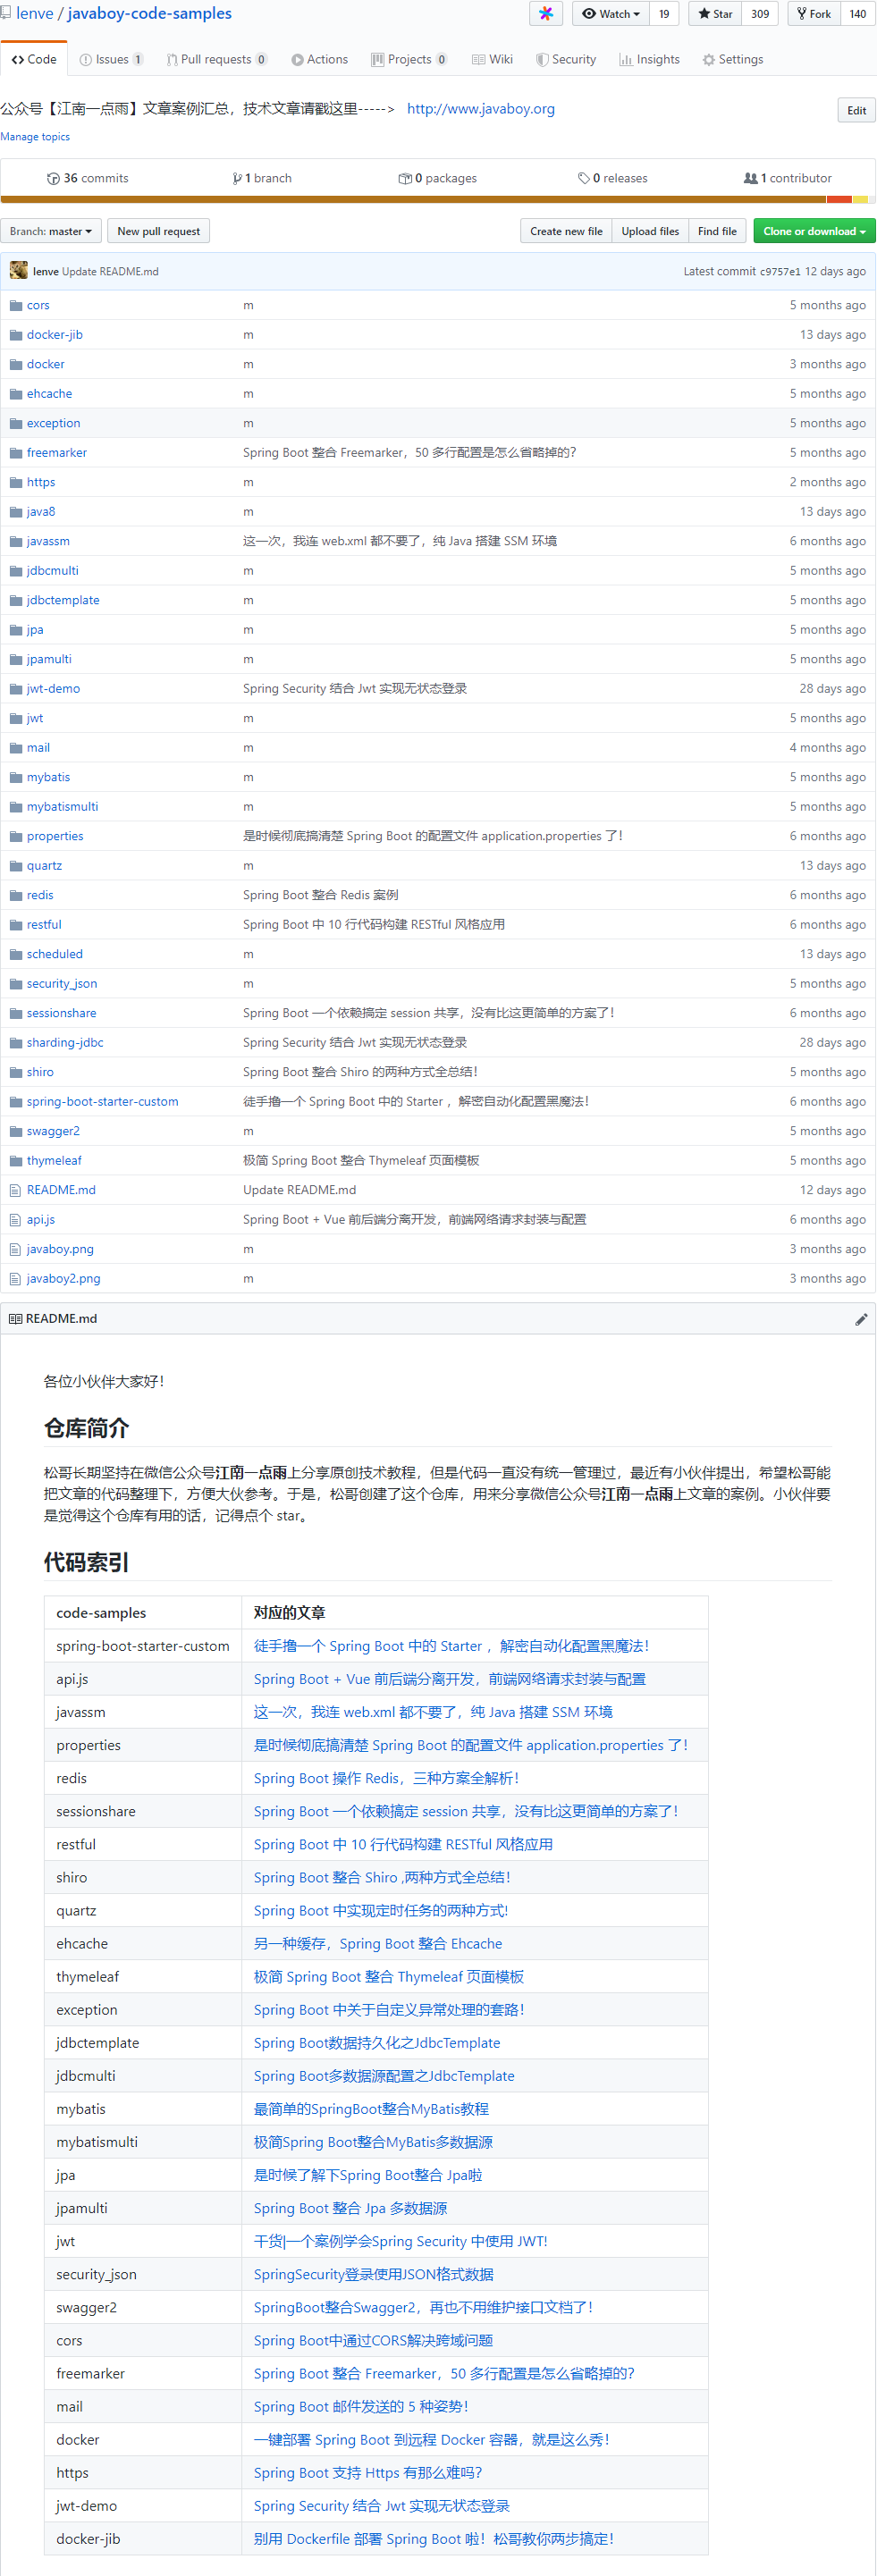 lenve / javaboy-code-samples
Watch 19 Star 309 Fork 140
Code Issues 1 Pull requests 0 Actions Projects 0 Wiki Security Insights Settings
公众号【江南一点雨】文章案例汇总，技术文章请戳这里-----> http://www.javaboy.org Edit
Manage topics
36 commits 1 branch 0 packages 0 releases 1 contributor
Branch: master New pull request Create new file Upload files Find file Clone or download
lenve Update README.md Latest commit c9757e1 12 days ago
cors m 5 months ago
docker-jib m 13 days ago
docker m 3 months ago
ehcache m 5 months ago
exception m 5 months ago
freemarker Spring Boot 整合 Freemarker，50 多行配置是怎么省略掉的？ 5 months ago
https m 2 months ago
java8 m 13 days ago
javassm 这一次，我连 web.xml 都不要了，纯 Java 搭建 SSM 环境 6 months ago
jdbcmulti m 5 months ago
jdbctemplate m 5 months ago
jpa m 5 months ago
jpamulti m 5 months ago
jwt-demo Spring Security 结合 Jwt 实现无状态登录 28 days ago
jwt m 5 months ago
mail m 4 months ago
mybatis m 5 months ago
mybatismulti m 5 months ago
properties 是时候彻底搞清楚 Spring Boot 的配置文件 application.properties 了！ 6 months ago
quartz m 13 days ago
redis Spring Boot 整合 Redis 案例 6 months ago
restful Spring Boot 中 10 行代码构建 RESTful 风格应用 6 months ago
scheduled m 13 days ago
security_json m 5 months ago
sessionshare Spring Boot 一个依赖搞定 session 共享，没有比这更简单的方案了！ 6 months ago
sharding-jdbc Spring Security 结合 Jwt 实现无状态登录 28 days ago
shiro Spring Boot 整合 Shiro 的两种方式全总结！ 5 months ago
spring-boot-starter-custom 徒手撸一个 Spring Boot 中的 Starter ，解密自动化配置黑魔法！ 6 months ago
swagger2 m 5 months ago
thymeleaf 极简 Spring Boot 整合 Thymeleaf 页面模板 5 months ago
README.md Update README.md 12 days ago
api.js Spring Boot + Vue 前后端分离开发，前端网络请求封装与配置 6 months ago
javaboy.png m 3 months ago
javaboy2.png m 3 months ago
README.md
各位小伙伴大家好！
仓库简介
松哥长期坚持在微信公众号江南一点雨上分享原创技术教程，但是代码一直没有统一管理过，最近有小伙伴提出，希望松哥能
把文章的代码整理下，方便大伙参考。于是，松哥创建了这个仓库，用来分享微信公众号江南一点雨上文章的案例。小伙伴要
是觉得这个仓库有用的话，记得点个 star。
代码索引
code-samples 对应的文章
spring-boot-starter-custom 徒手撸一个 Spring Boot 中的 Starter ，解密自动化配置黑魔法！
api.js Spring Boot + Vue 前后端分离开发，前端网络请求封装与配置
javassm 这一次，我连 web.xml 都不要了，纯 Java 搭建 SSM 环境
properties 是时候彻底搞清楚 Spring Boot 的配置文件 application.properties 了！
redis Spring Boot 操作 Redis，三种方案全解析！
sessionshare Spring Boot 一个依赖搞定 session 共享，没有比这更简单的方案了！
restful Spring Boot 中 10 行代码构建 RESTful 风格应用
shiro Spring Boot 整合 Shiro ,两种方式全总结！
quartz Spring Boot 中实现定时任务的两种方式!
ehcache 另一种缓存，Spring Boot 整合 Ehcache
thymeleaf 极简 Spring Boot 整合 Thymeleaf 页面模板
exception Spring Boot 中关于自定义异常处理的套路！
jdbctemplate Spring Boot数据持久化之JdbcTemplate
jdbcmulti Spring Boot多数据源配置之JdbcTemplate
mybatis 最简单的SpringBoot整合MyBatis教程
mybatismulti 极简Spring Boot整合MyBatis多数据源
jpa 是时候了解下Spring Boot整合 Jpa啦
jpamulti Spring Boot 整合 Jpa 多数据源
jwt 干货|一个案例学会Spring Security 中使用 JWT!
security_json SpringSecurity登录使用JSON格式数据
swagger2 SpringBoot整合Swagger2，再也不用维护接口文档了！
cors Spring Boot中通过CORS解决跨域问题
freemarker Spring Boot 整合 Freemarker，50 多行配置是怎么省略掉的？
mail Spring Boot 邮件发送的 5 种姿势！
docker 一键部署 Spring Boot 到远程 Docker 容器，就是这么秀！
https Spring Boot 支持 Https 有那么难吗？
jwt-demo Spring Security 结合 Jwt 实现无状态登录
docker-jib 别用 Dockerfile 部署 Spring Boot 啦！松哥教你两步搞定！